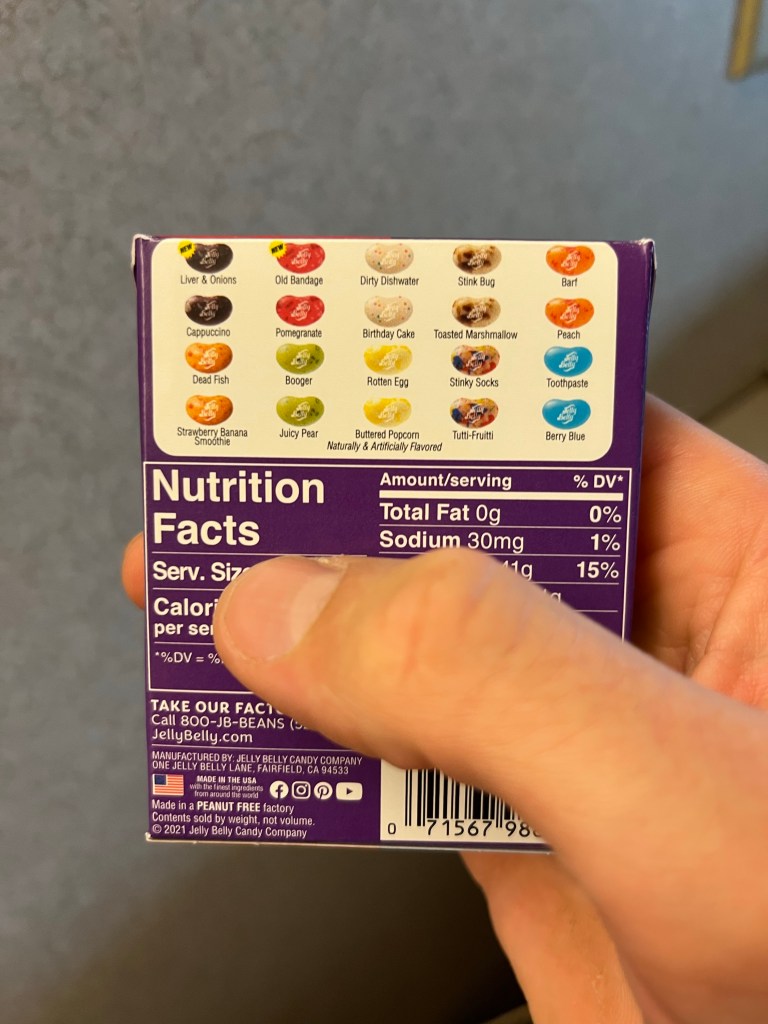 NEW NEW
Liver & Onions Old Bandage Dirty Dishwater Stink Bug Barf
Cappuccino Pomegranate Birthday Cake Toasted Marshmallow Peach
Dead Fish Booger Rotten Egg Stinky Socks Toothpaste
Strawberry Banana
Smoothie Juicy Pear Buttered Popcorn Tutti-Fruitti Berry Blue
Naturally & Artificially Flavored
Nutrition
Facts
Serv. Size
Calori
per ser
*%DV = %
Amount/serving % DV*
Total Fat 0g 0%
Sodium 30mg 1%
15%
TAKE OUR FACT
Call 800-JB-BEANS
JellyBelly.com
MANUFACTURED BY: JELLY BELLY CANDY COMPANY
ONE JELLY BELLY LANE, FAIRFIELD, CA 94533
MADE IN THE USA
with the finest ingredients
from around the world
Made in a PEANUT FREE factory
Contents sold by weight, not volume.
© 2021 Jelly Belly Candy Company
0 71567 98